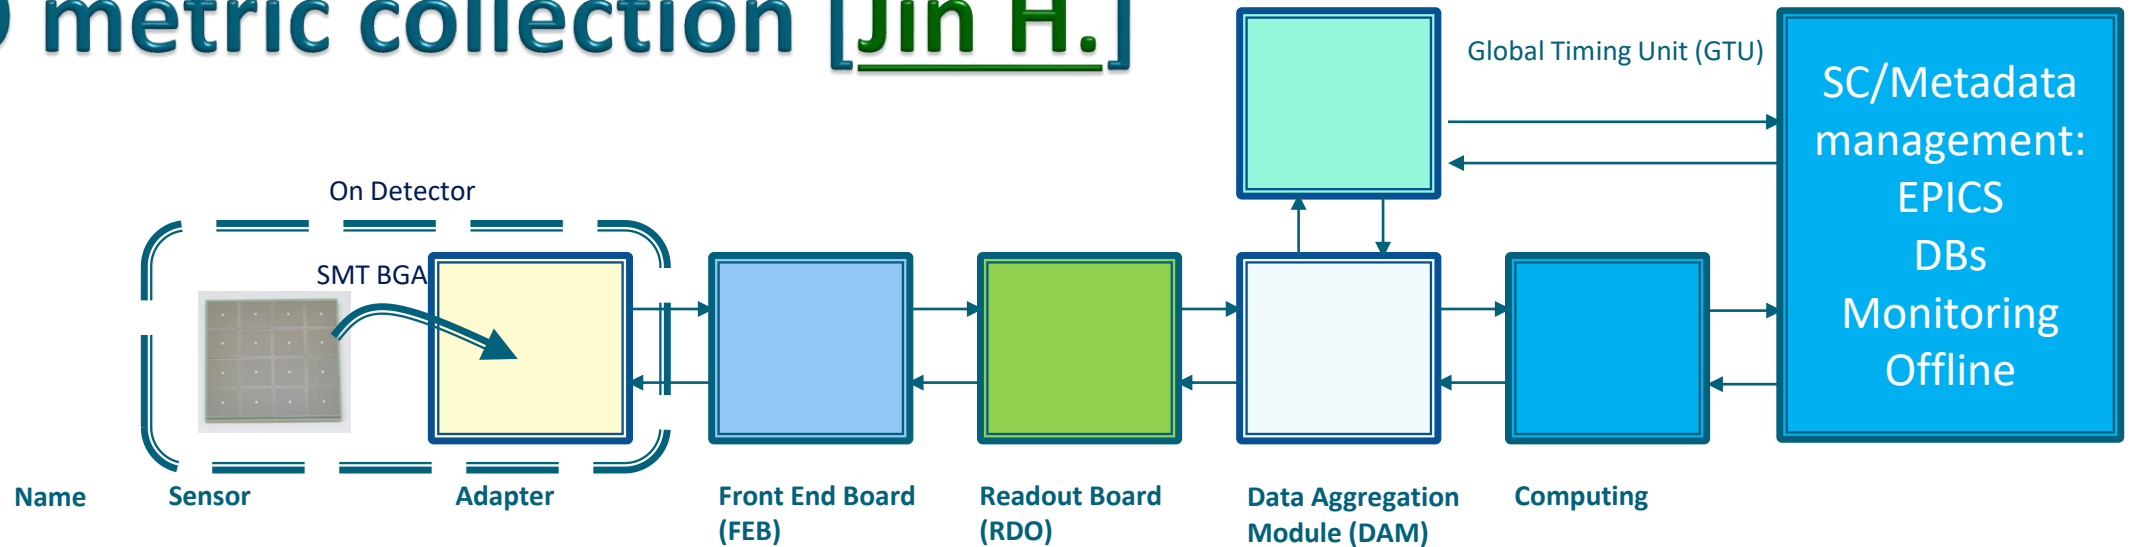 metric collection [Jin H.]
Global Timing Unit (GTU)
SC/Metadata
management:
EPICS
DBs
Monitoring
Offline
On Detector
SMT BGA
Name
Sensor
Adapter
Front End Board
(FEB)
Readout Board
(RDO)
Data Aggregation
Module (DAM)
Computing